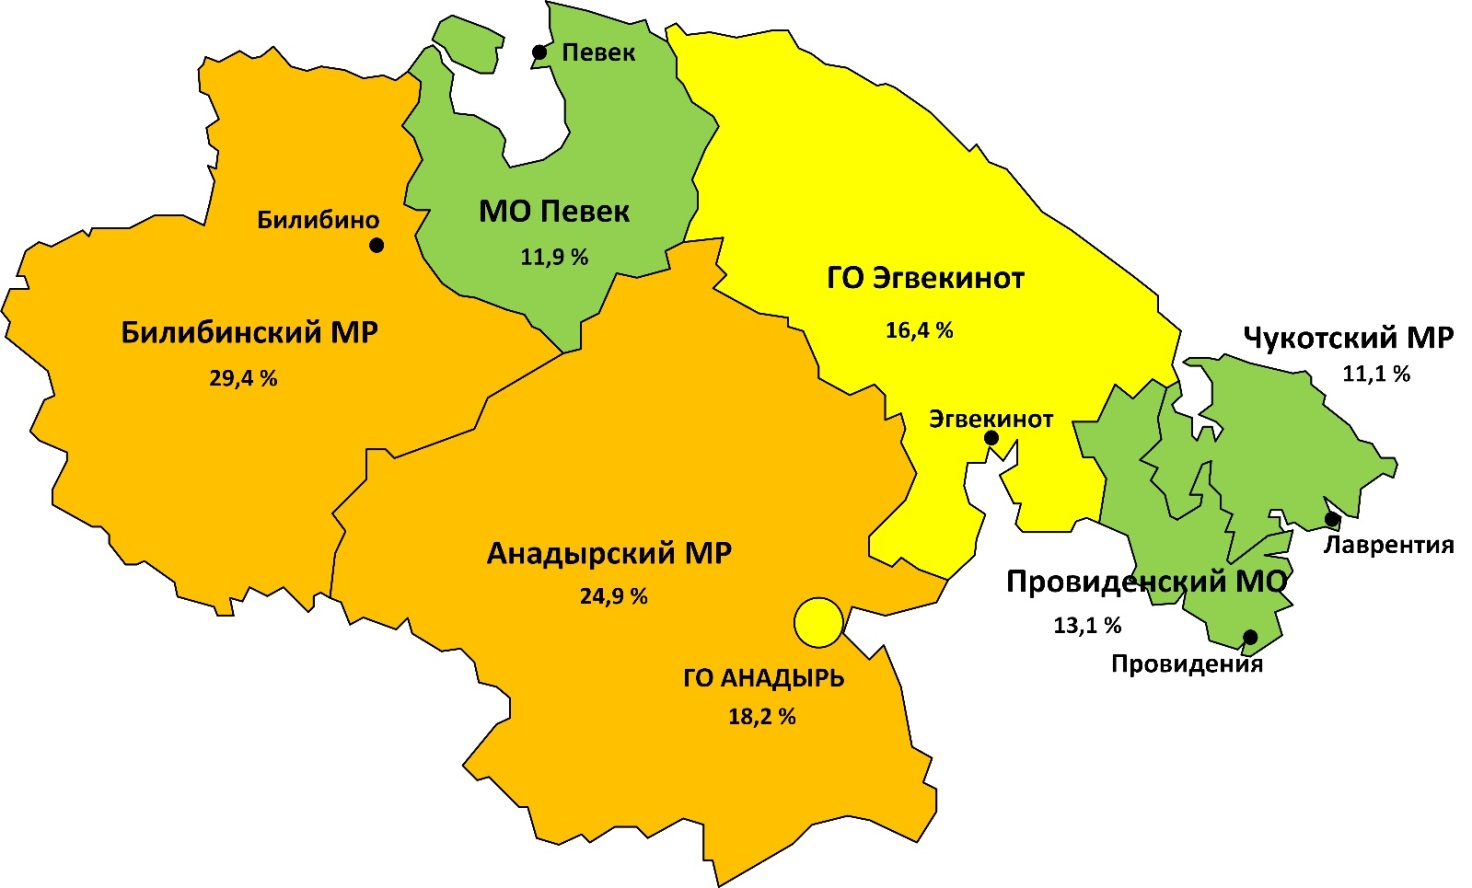 Певек
МО Певек
11,9 %
Билибино
Билибинский МР
29,4 %
ГО Эгвекинот
16,4 %
Эгвекинот
Чукотский МР
11,1 %
Лаврентия
Анадырский МР
24,9 %
Провиденский МО
13,1 %
Провидения
ГО АНАДЫРЬ
18,2 %